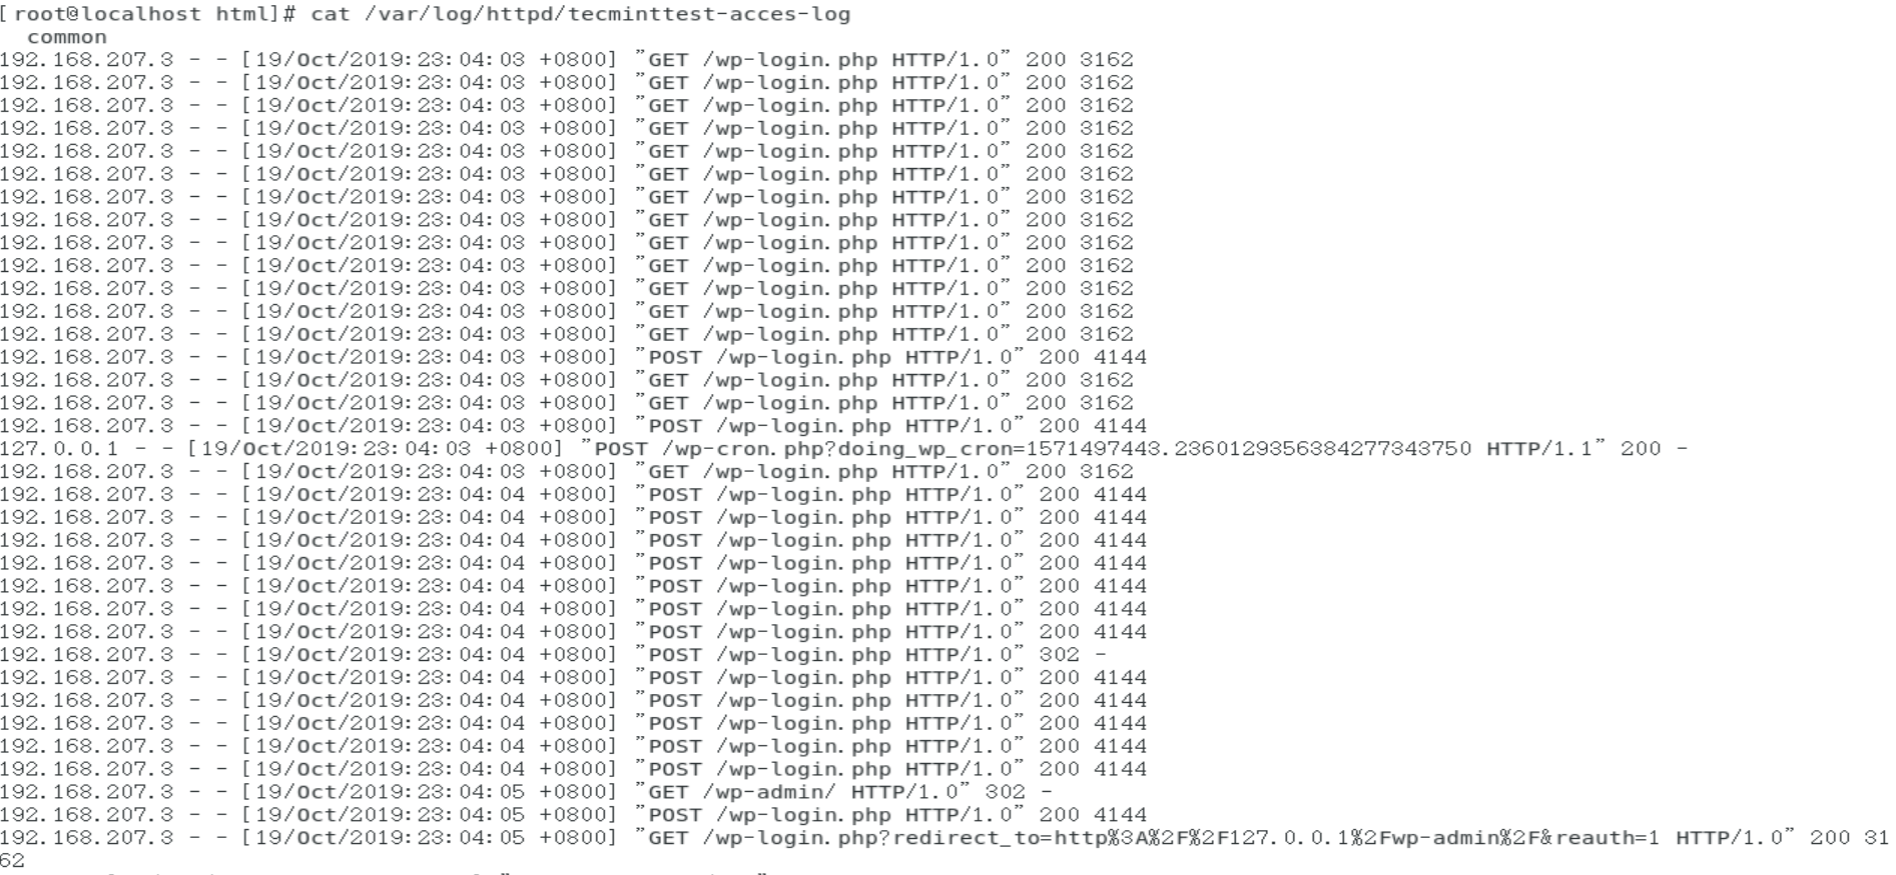 [root@localhost html]# cat /var/log/httpd/tecminttest-acces-log
common
192.168.207.3 - - [19/Oct/2019:23:04:03 +0800] "GET /wp-login.php HTTP/1.0" 200 3162
192.168.207.3 - - [19/Oct/2019:23:04:03 +0800] "GET /wp-login.php HTTP/1.0" 200 3162
192.168.207.3 - - [19/Oct/2019:23:04:03 +0800] "GET /wp-login.php HTTP/1.0" 200 3162
192.168.207.3 - - [19/Oct/2019:23:04:03 +0800] "GET /wp-login.php HTTP/1.0" 200 3162
192.168.207.3 - - [19/Oct/2019:23:04:03 +0800] "GET /wp-login.php HTTP/1.0" 200 3162
192.168.207.3 - - [19/Oct/2019:23:04:03 +0800] "GET /wp-login.php HTTP/1.0" 200 3162
192.168.207.3 - - [19/Oct/2019:23:04:03 +0800] "GET /wp-login.php HTTP/1.0" 200 3162
192.168.207.3 - - [19/Oct/2019:23:04:03 +0800] "GET /wp-login.php HTTP/1.0" 200 3162
192.168.207.3 - - [19/Oct/2019:23:04:03 +0800] "GET /wp-login.php HTTP/1.0" 200 3162
192.168.207.3 - - [19/Oct/2019:23:04:03 +0800] "GET /wp-login.php HTTP/1.0" 200 3162
192.168.207.3 - - [19/Oct/2019:23:04:03 +0800] "GET /wp-login.php HTTP/1.0" 200 3162
192.168.207.3 - - [19/Oct/2019:23:04:03 +0800] "GET /wp-login.php HTTP/1.0" 200 3162
192.168.207.3 - - [19/Oct/2019:23:04:03 +0800] "GET /wp-login.php HTTP/1.0" 200 3162
192.168.207.3 - - [19/Oct/2019:23:04:03 +0800] "POST /wp-login.php HTTP/1.0" 200 4144
192.168.207.3 - - [19/Oct/2019:23:04:03 +0800] "GET /wp-login.php HTTP/1.0" 200 3162
192.168.207.3 - - [19/Oct/2019:23:04:03 +0800] "GET /wp-login.php HTTP/1.0" 200 3162
192.168.207.3 - - [19/Oct/2019:23:04:03 +0800] "POST /wp-login.php HTTP/1.0" 200 4144
127.0.0.1 - - [19/Oct/2019:23:04:03 +0800] "POST /wp-cron.php?doing_wp_cron=1571497443.2360129356384277343750 HTTP/1.1" 200 -
192.168.207.3 - - [19/Oct/2019:23:04:03 +0800] "GET /wp-login.php HTTP/1.0" 200 3162
192.168.207.3 - - [19/Oct/2019:23:04:04 +0800] "POST /wp-login.php HTTP/1.0" 200 4144
192.168.207.3 - - [19/Oct/2019:23:04:04 +0800] "POST /wp-login.php HTTP/1.0" 200 4144
192.168.207.3 - - [19/Oct/2019:23:04:04 +0800] "POST /wp-login.php HTTP/1.0" 200 4144
192.168.207.3 - - [19/Oct/2019:23:04:04 +0800] "POST /wp-login.php HTTP/1.0" 200 4144
192.168.207.3 - - [19/Oct/2019:23:04:04 +0800] "POST /wp-login.php HTTP/1.0" 200 4144
192.168.207.3 - - [19/Oct/2019:23:04:04 +0800] "POST /wp-login.php HTTP/1.0" 200 4144
192.168.207.3 - - [19/Oct/2019:23:04:04 +0800] "POST /wp-login.php HTTP/1.0" 200 4144
192.168.207.3 - - [19/Oct/2019:23:04:04 +0800] "POST /wp-login.php HTTP/1.0" 302 -
192.168.207.3 - - [19/Oct/2019:23:04:04 +0800] "POST /wp-login.php HTTP/1.0" 200 4144
192.168.207.3 - - [19/Oct/2019:23:04:04 +0800] "POST /wp-login.php HTTP/1.0" 200 4144
192.168.207.3 - - [19/Oct/2019:23:04:04 +0800] "POST /wp-login.php HTTP/1.0" 200 4144
192.168.207.3 - - [19/Oct/2019:23:04:04 +0800] "POST /wp-login.php HTTP/1.0" 200 4144
192.168.207.3 - - [19/Oct/2019:23:04:04 +0800] "POST /wp-login.php HTTP/1.0" 200 4144
192.168.207.3 - - [19/Oct/2019:23:04:05 +0800] "GET /wp-admin/ HTTP/1.0" 302 -
192.168.207.3 - - [19/Oct/2019:23:04:05 +0800] "POST /wp-login.php HTTP/1.0" 200 4144
192.168.207.3 - - [19/Oct/2019:23:04:05 +0800] "GET /wp-login.php?redirect_to=http%3A%2F%2F127.0.0.1%2Fwp-admin%2F&reauth=1 HTTP/1.0" 200 31
62